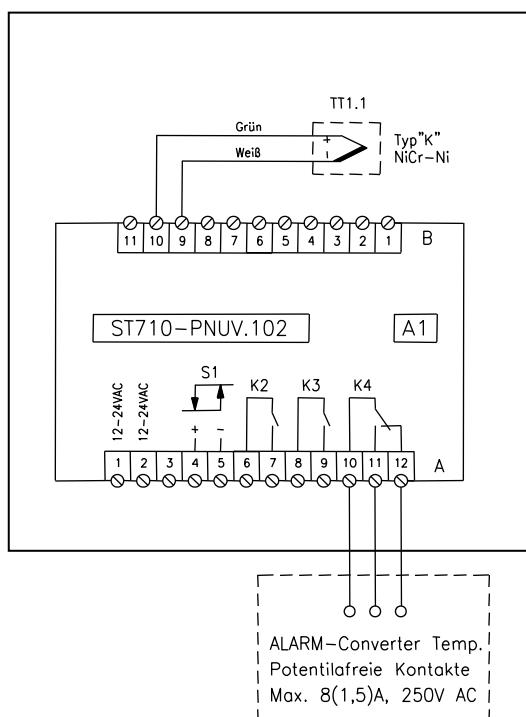 TT1.1
Grün
+
Typ"K"
Weiß
-
NiCr-Ni
11 10 9 8 7 6 5 4 3 2 1 B
ST710-PNUV.102 A1
S1
K2 K3 K4
12-24VAC 12-24VAC + -
1 2 3 4 5 6 7 8 9 10 11 12 A
ALARM-Converter Temp.
Potentilafreie Kontakte
Max. 8(1,5)A, 250V AC